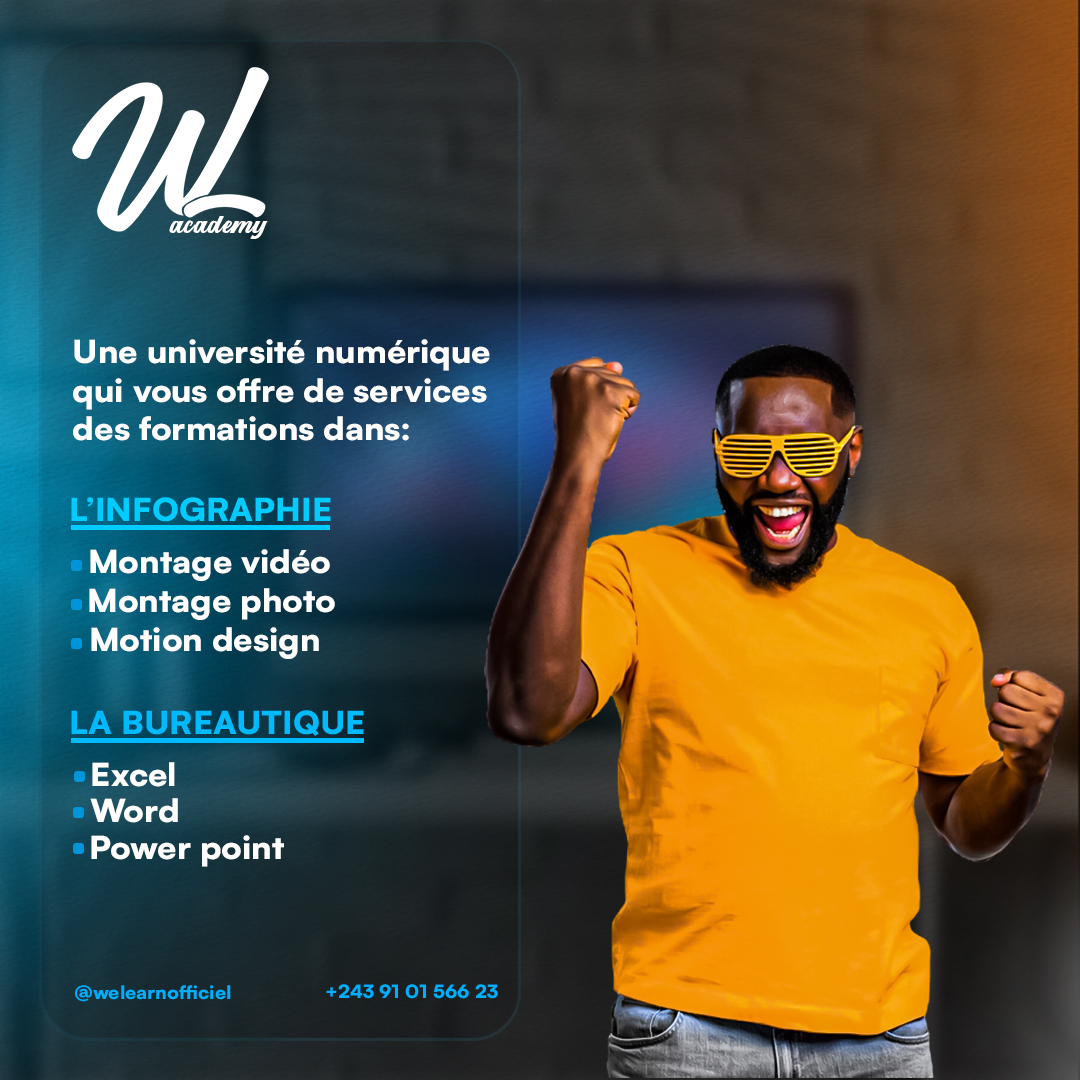 WL
academy
Une université numérique
qui vous offre de services
des formations dans:
L'INFOGRAPHIE
Montage vidéo
Montage photo
Motion design
LA BUREAUTIQUE
Excel
Word
Power point
@welearnofficiel
+243 91 01 566 23